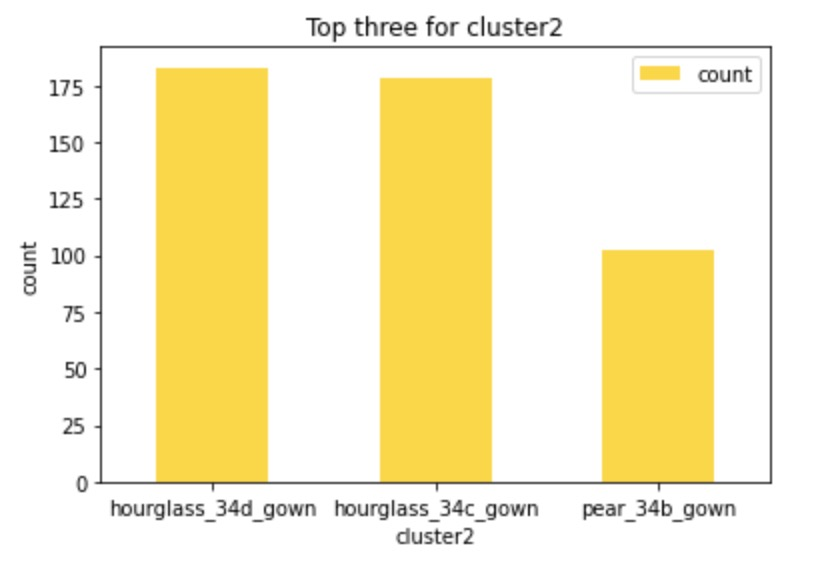 Top three for cluster2
count
175
150
125
100
75
50
25
0
count
hourglass_34d_gown hourglass_34c_gown pear_34b_gown
cluster2